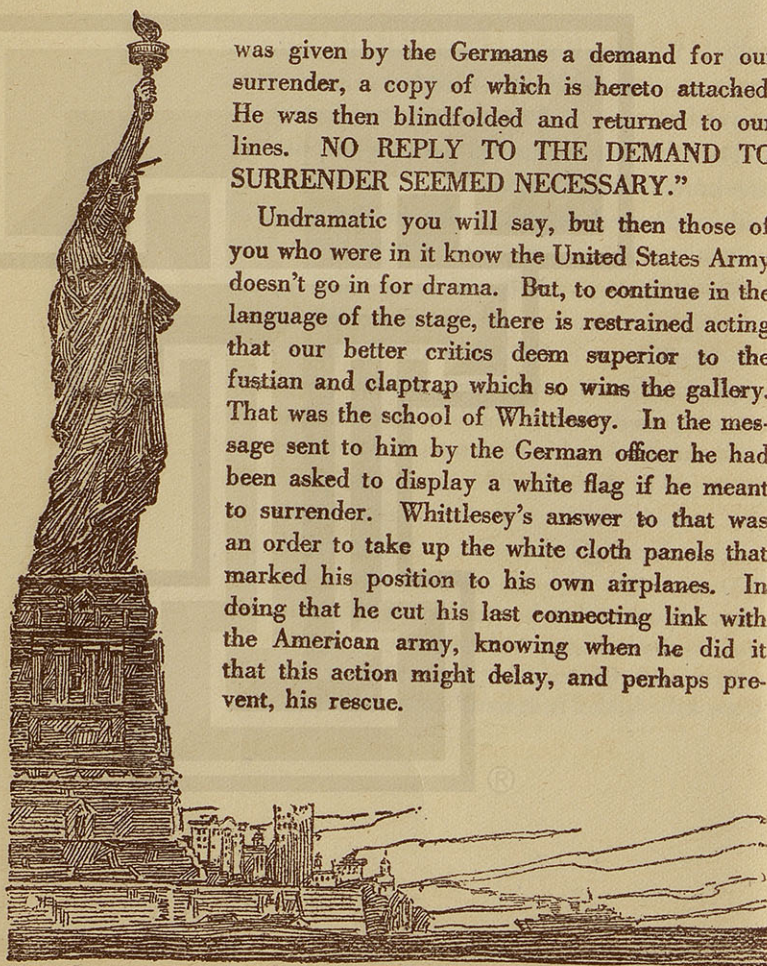 was given by the Germans a demand for ou
surrender, a copy of which is hereto attached
He was then blindfolded and returned to ou
lines. NO REPLY TO THE DEMAND TO
SURRENDER SEEMED NECESSARY.”
Undramatic you will say, but then those of
you who were in it know the United States Army
doesn’t go in for drama. But, to continue in the
language of the stage, there is restrained acting
that our better critics deem superior to the
fustian and claptrap which so wins the gallery.
That was the school of Whittlesey. In the mes-
sage sent to him by the German officer he had
been asked to display a white flag if he meant
to surrender. Whittlesey’s answer to that was
an order to take up the white cloth panels that
marked his position to his own airplanes. In
doing that he cut his last connecting link with
the American army, knowing when he did it
that this action might delay, and perhaps pre-
vent, his rescue.
®